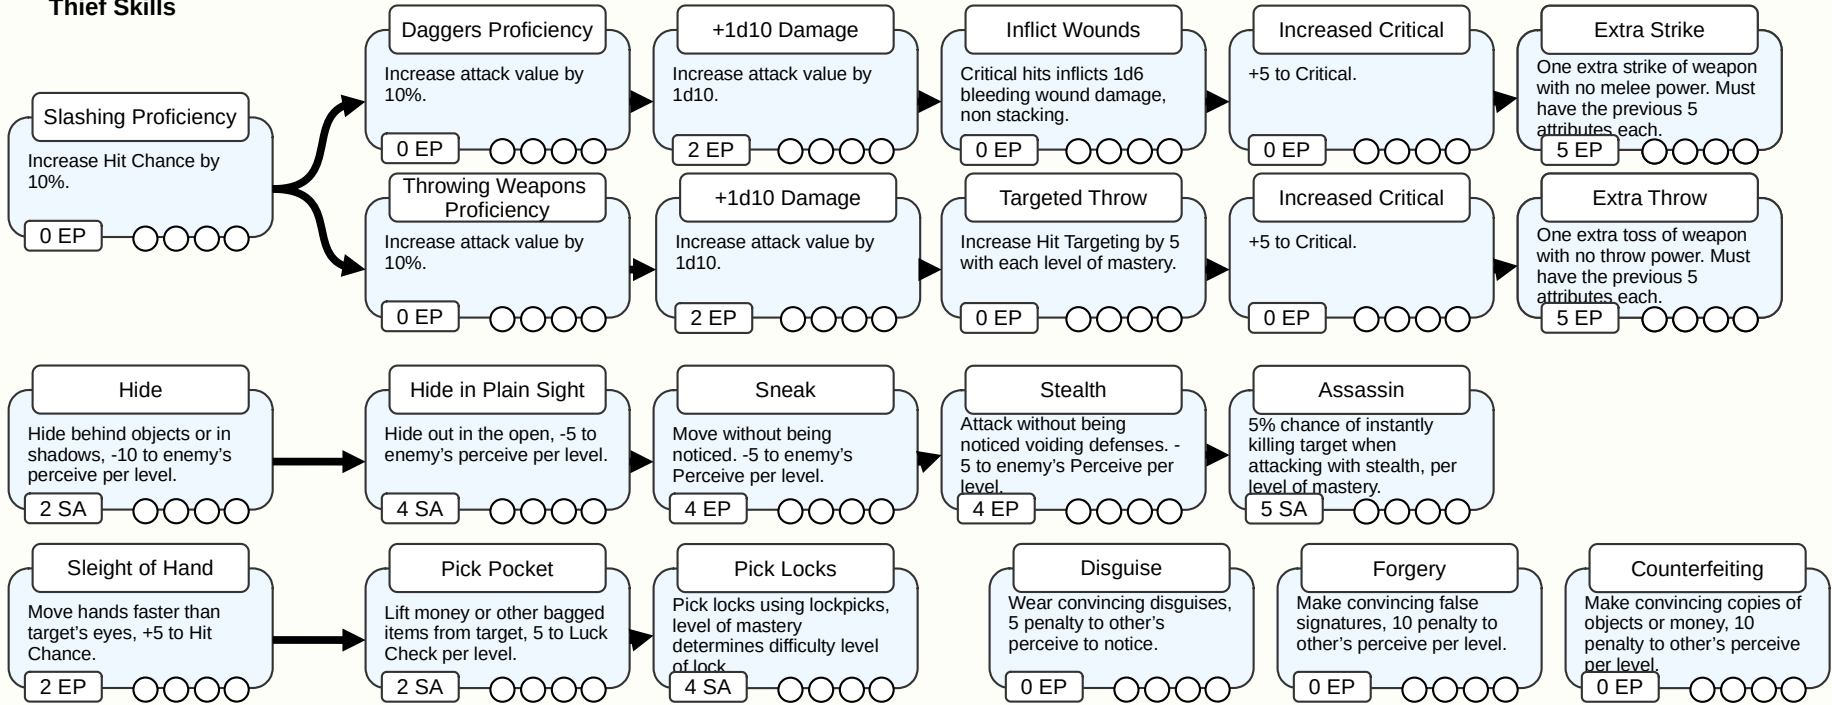 Thief Skills
Slashing Proficiency
Increase Hit Chance by
10%.
0 EP
Daggers Proficiency
Increase attack value by
10%.
0 EP
+1d10 Damage
Increase attack value by
1d10.
2 EP
Inflict Wounds
Critical hits inflicts 1d6
bleeding wound damage,
non stacking.
0 EP
Increased Critical
+5 to Critical.
0 EP
Extra Strike
One extra strike of weapon
with no melee power. Must
have the previous 5
attributes each.
5 EP
Throwing Weapons
Proficiency
Increase attack value by
10%.
0 EP
+1d10 Damage
Increase attack value by
1d10.
2 EP
Targeted Throw
Increase Hit Targeting by 5
with each level of mastery.
0 EP
Increased Critical
+5 to Critical.
0 EP
Extra Throw
One extra toss of weapon
with no throw power. Must
have the previous 5
attributes each.
5 EP
Hide
Hide behind objects or in
shadows, -10 to enemy's
perceive per level.
2 SA
Hide in Plain Sight
Hide out in the open, -5 to
enemy's perceive per level.
4 SA
Sneak
Move without being
noticed. -5 to enemy's
Perceive per level.
4 EP
Stealth
Attack without being
noticed voiding defenses. -
5 to enemy's Perceive per
level.
4 EP
Assassin
5% chance of instantly
killing target when
attacking with stealth, per
level of mastery.
5 SA
Sleight of Hand
Move hands faster than
target's eyes, +5 to Hit
Chance.
2 EP
Pick Pocket
Lift money or other bagged
items from target, 5 to Luck
Check per level.
2 SA
Pick Locks
Pick locks using lockpicks,
level of mastery
determines difficulty level
of lock
4 SA
Disguise
Wear convincing disguises,
5 penalty to other's
perceive to notice.
0 EP
Forgery
Make convincing false
signatures, 10 penalty to
other's perceive per level.
0 EP
Counterfeiting
Make convincing copies of
objects or money, 10
penalty to other's perceive
per level.
0 EP